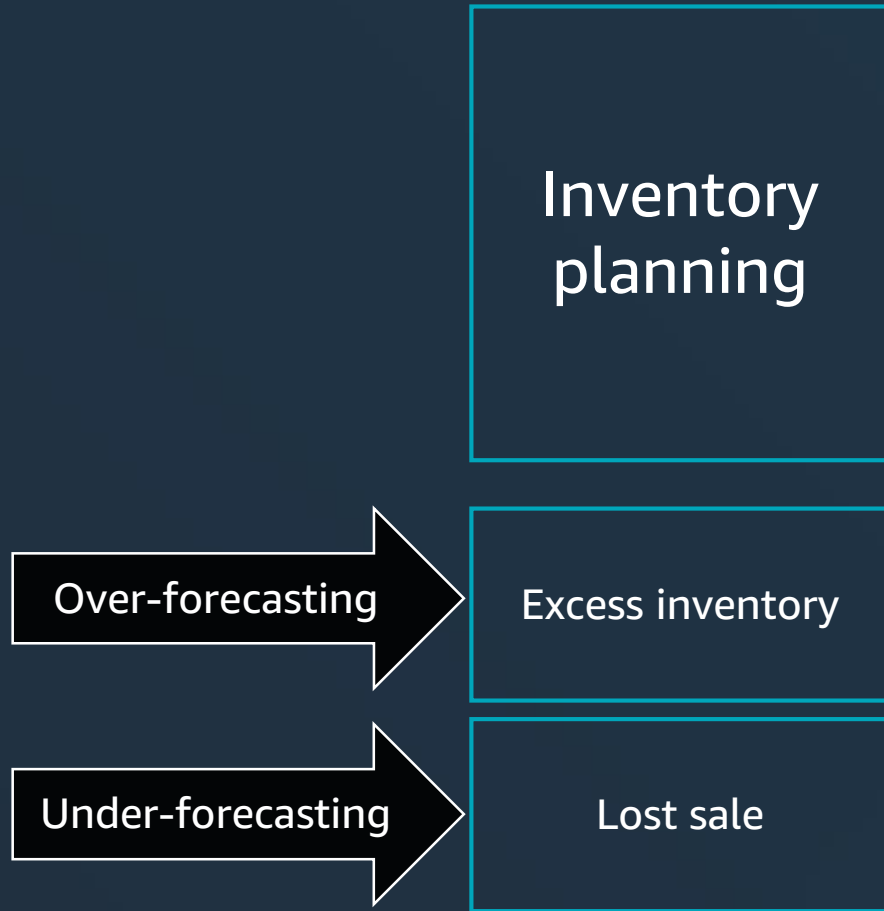 Inventory
planning
Over-forecasting
Excess inventory
Under-forecasting
Lost sale